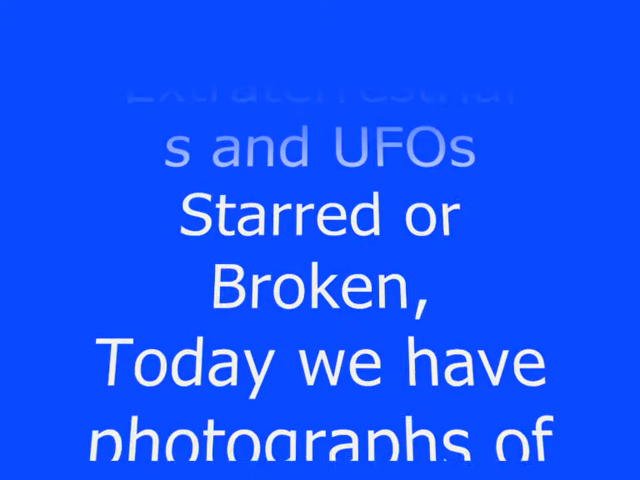 Extraterrestrial
s and UFOs
Starred or
Broken,
Today we have
photographs of